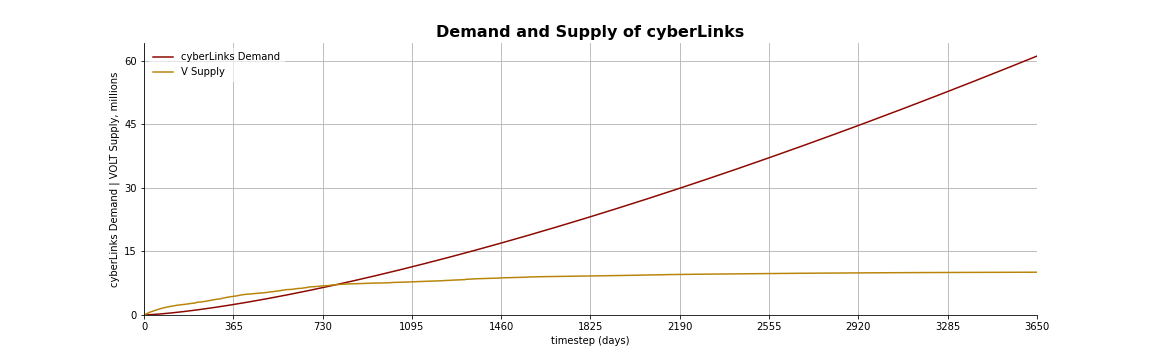 Demand and Supply of cyberLinks
cyberLinks Demand
V Supply
cyberLinks Demand | VOLT Supply, millions
60
45
30
15
0
0 365 730 1095 1460 1825 2190 2555 2920 3285 3650
timestep (days)